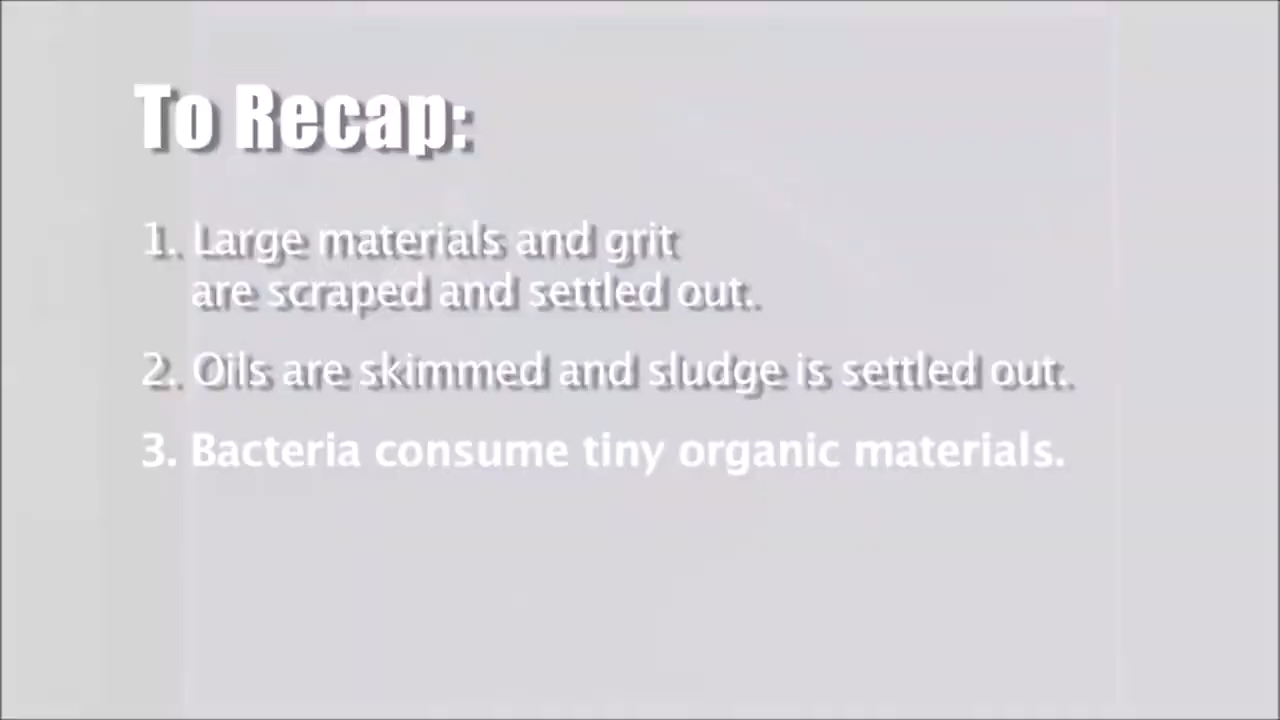 To Recap:
1. Large materials and grit
are scraped and settled out.
2. Oils are skimmed and sludge is settled out.
3. Bacteria consume tiny organic materials.